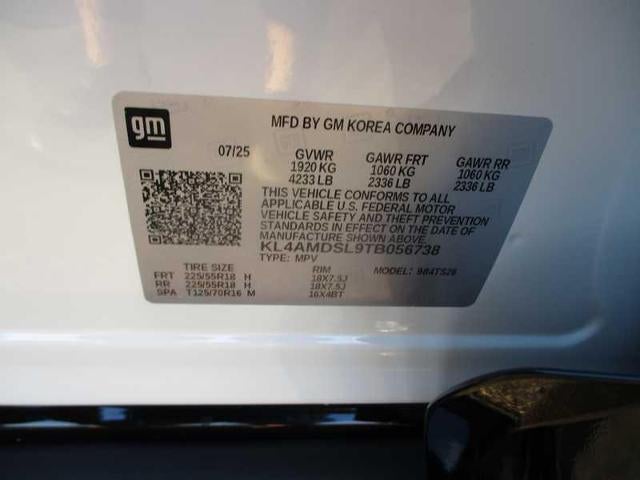 gm
MFD BY GM KOREA COMPANY
07/25 GVWR GAWR FRT GAWR RR
1920 KG 1060 KG 1060 KG
4233 LB 2336 LB 2336 LB
THIS VEHICLE CONFORMS TO ALL
APPLICABLE U.S. FEDERAL MOTOR
VEHICLE SAFETY AND THEFT PREVENTION
STANDARDS IN EFFECT ON THE DATE
OF MANUFACTURE SHOWN ABOVE.
KL4AMDSL9TB056738
TYPE: MPV
TIRE SIZE RIM MODEL: 9B4TS26
FRT 225/55R18 H 18X7.5J
RR 225/55R18 H 18X7.5J
SPA T125/70R16 M 16X4BT